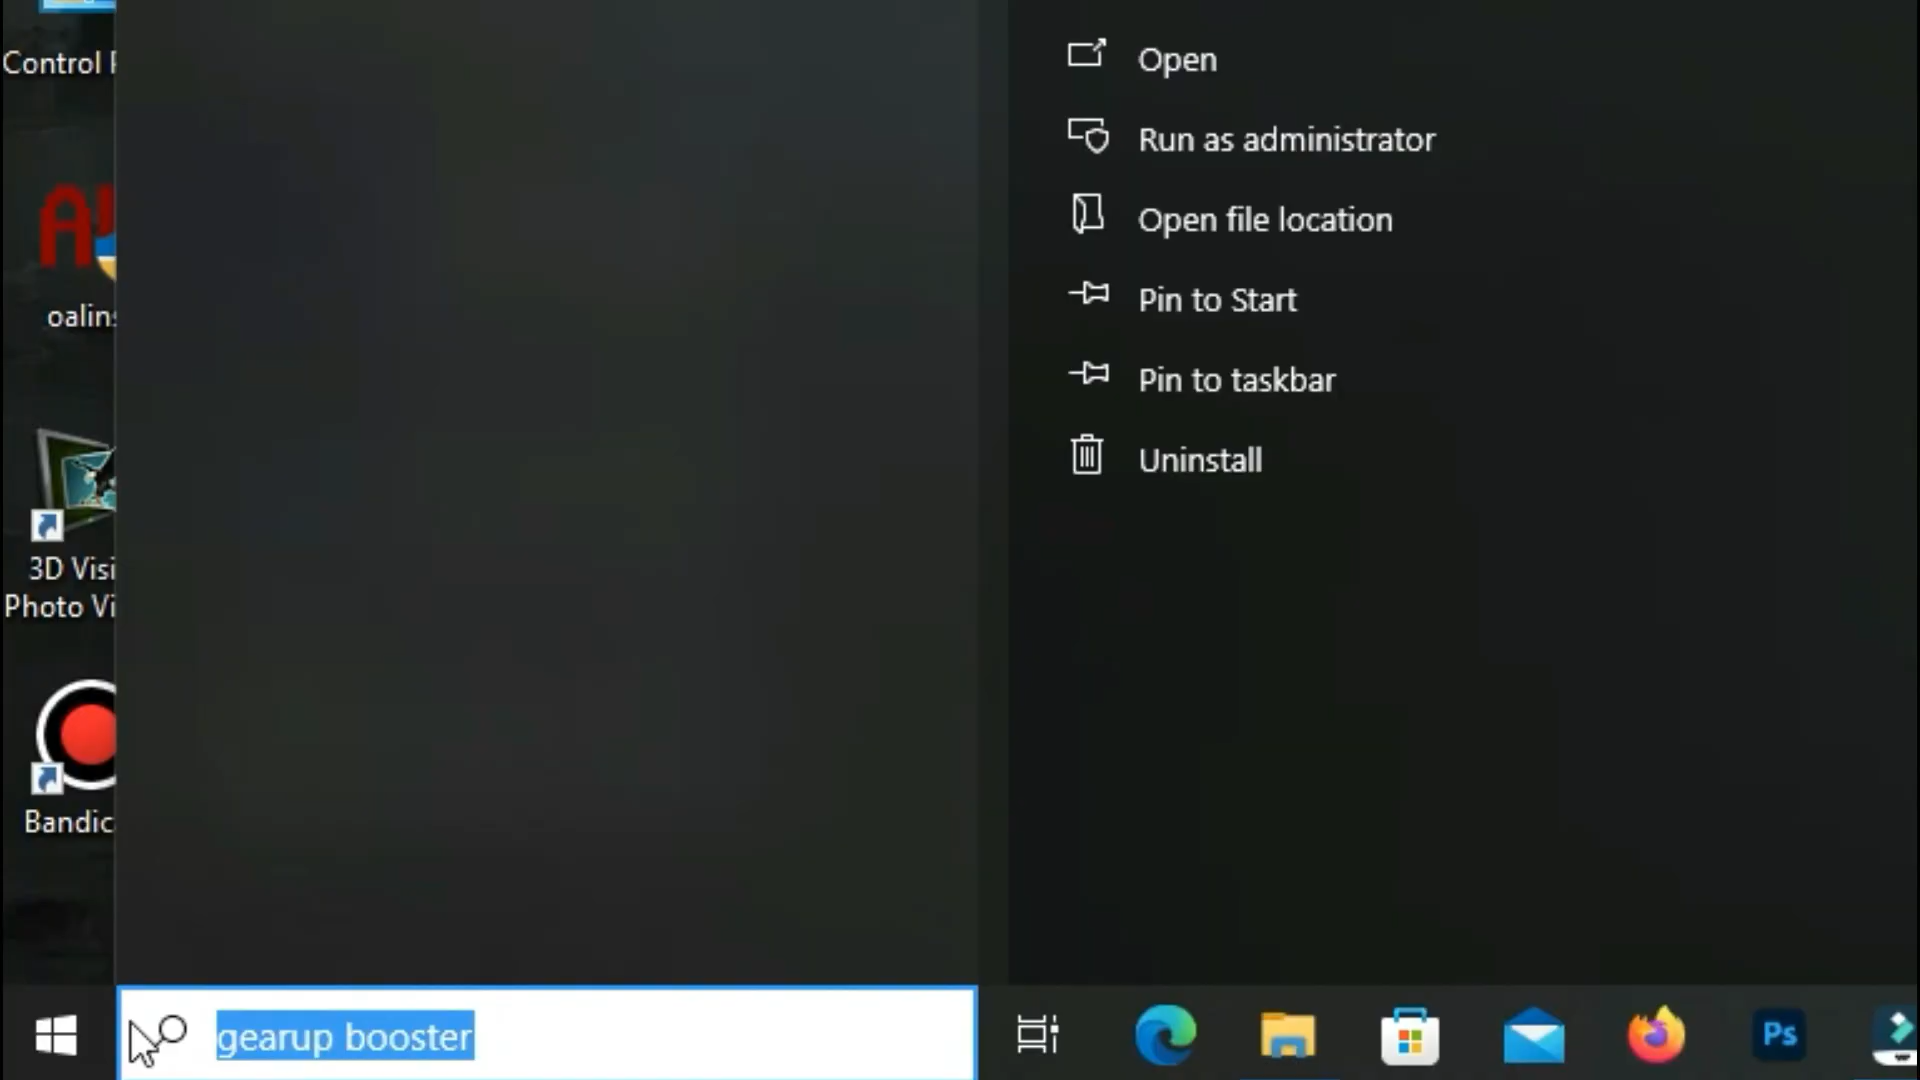 Control
oalins
3D Visi
Photo Vi
Bandic
Open
Run as administrator
Open file location
Pin to Start
Pin to taskbar
Uninstall
gearup booster
Ps